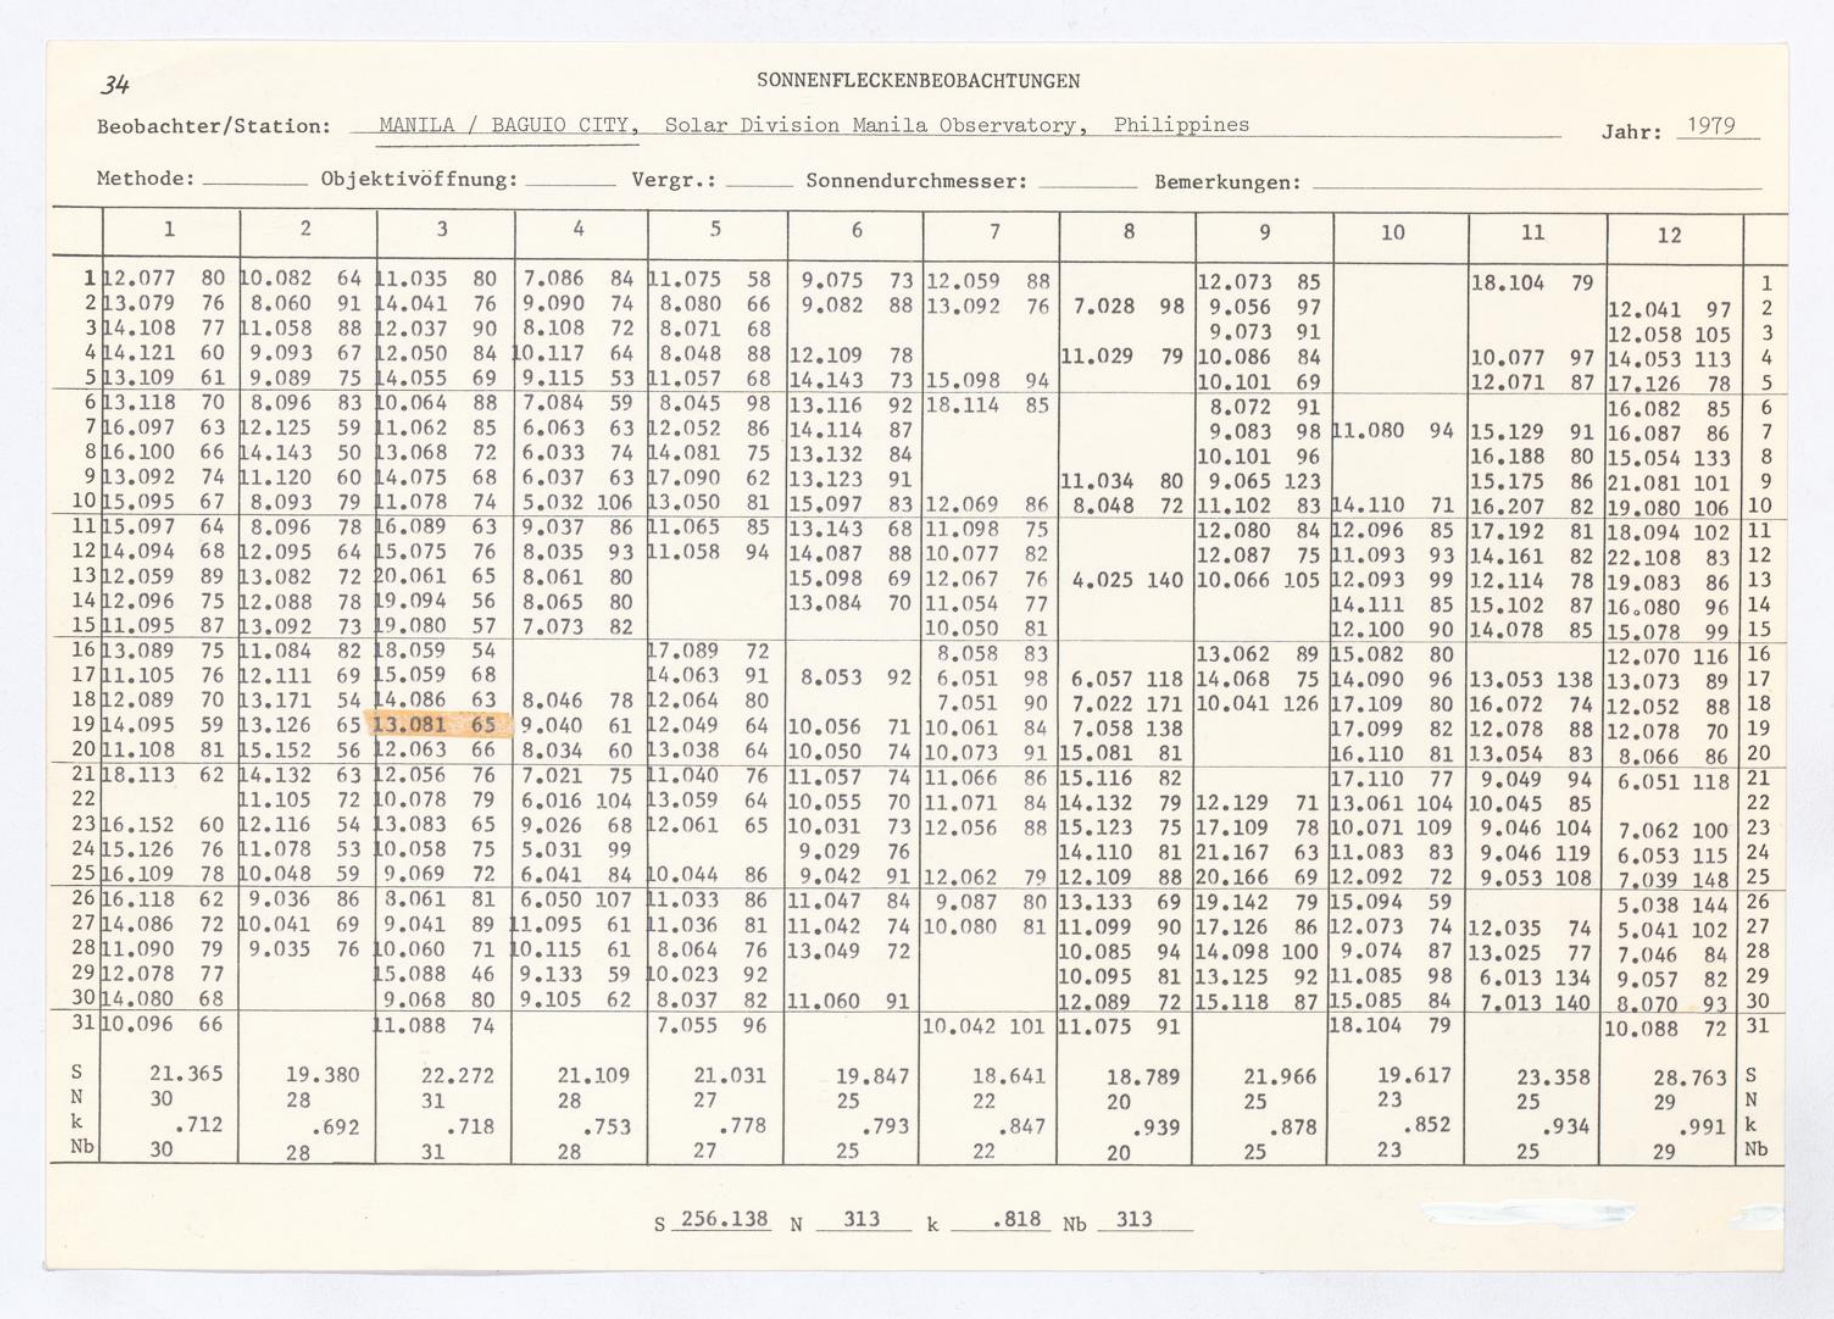 34
SONNENFLECKENBEOBACHTUNGEN
Beobachter/Station: MANILA / BAGUIO CITY, Solar Division Manila Observatory, Philippines Jahr: 1979
Methode: Objektivöffnung: Vergr.: Sonnendurchmesser: Bemerkungen:
1 2 3 4 5 6 7 8 9 10 11 12
1 12.077 80 10.082 64 11.035 80 7.086 84 11.075 58 9.075 73 12.059 88 12.073 85 18.104 79 1
2 13.079 76 8.060 91 14.041 76 9.090 74 8.080 66 9.082 88 13.092 76 7.028 98 9.056 97 12.041 97 2
3 14.108 77 11.058 88 12.037 90 8.108 72 8.071 68 9.073 91 12.058 105 3
4 14.121 60 9.093 67 12.050 84 10.117 64 8.048 88 12.109 78 11.029 79 10.086 84 10.077 97 14.053 113 4
5 13.109 61 9.089 75 14.055 69 9.115 53 11.057 68 14.143 73 15.098 94 10.101 69 12.071 87 17.126 78 5
6 13.118 70 8.096 83 10.064 88 7.084 59 8.045 98 13.116 92 18.114 85 8.072 91 16.082 85 6
7 16.097 63 12.125 59 11.062 85 6.063 63 12.052 86 14.114 87 9.083 98 11.080 94 15.129 91 16.087 86 7
8 16.100 66 14.143 50 13.068 72 6.033 74 14.081 75 13.132 84 10.101 96 16.188 80 15.054 133 8
9 13.092 74 11.120 60 14.075 68 6.037 63 17.090 62 13.123 91 11.034 80 9.065 123 15.175 86 21.081 101 9
10 15.095 67 8.093 79 11.078 74 5.032 106 13.050 81 15.097 83 12.069 86 8.048 72 11.102 83 14.110 71 16.207 82 19.080 106 10
11 15.097 64 8.096 78 16.089 63 9.037 86 11.065 85 13.143 68 11.098 75 12.080 84 12.096 85 17.192 81 18.094 102 11
12 14.094 68 12.095 64 15.075 76 8.035 93 11.058 94 14.087 88 10.077 82 12.087 75 11.093 93 14.161 82 22.108 83 12
13 12.059 89 13.082 72 20.061 65 8.061 80 15.098 69 12.067 76 4.025 140 10.066 105 12.093 99 12.114 78 19.083 86 13
14 12.096 75 12.088 78 19.094 56 8.065 80 13.084 70 11.054 77 14.111 85 15.102 87 16.080 96 14
15 11.095 87 13.092 73 19.080 57 7.073 82 10.050 81 12.100 90 14.078 85 15.078 99 15
16 13.089 75 11.084 82 18.059 54 17.089 72 8.058 83 13.062 89 15.082 80 12.070 116 16
17 11.105 76 12.111 69 15.059 68 14.063 91 8.053 92 6.051 98 6.057 118 14.068 75 14.090 96 13.053 138 13.073 89 17
18 12.089 70 13.171 54 14.086 63 8.046 78 12.064 80 7.051 90 7.022 171 10.041 126 17.109 80 16.072 74 12.052 88 18
19 14.095 59 13.126 65 13.081 65 9.040 61 12.049 64 10.056 71 10.061 84 7.058 138 17.099 82 12.078 88 12.078 70 19
20 11.108 81 15.152 56 12.063 66 8.034 60 13.038 64 10.050 74 10.073 91 15.081 81 16.110 81 13.054 83 8.066 86 20
21 18.113 62 14.132 63 12.056 76 7.021 75 11.040 76 11.057 74 11.066 86 15.116 82 17.110 77 9.049 94 6.051 118 21
22 11.105 72 10.078 79 6.016 104 13.059 64 10.055 70 11.071 84 14.132 79 12.129 71 13.061 104 10.045 85 22
23 16.152 60 12.116 54 13.083 65 9.026 68 12.061 65 10.031 73 12.056 88 15.123 75 17.109 78 10.071 109 9.046 104 7.062 100 23
24 15.126 76 11.078 53 10.058 75 5.031 99 9.029 76 14.110 81 21.167 63 11.083 83 9.046 119 6.053 115 24
25 16.109 78 10.048 59 9.069 72 6.041 84 10.044 86 9.042 91 12.062 79 12.109 88 20.166 69 12.092 72 9.053 108 7.039 148 25
26 16.118 62 9.036 86 8.061 81 6.050 107 11.033 86 11.047 84 9.087 80 13.133 69 19.142 79 15.094 59 5.038 144 26
27 14.086 72 10.041 69 9.041 89 11.095 61 11.036 81 11.042 74 10.080 81 11.099 90 17.126 86 12.073 74 12.035 74 5.041 102 27
28 11.090 79 9.035 76 10.060 71 10.115 61 8.064 76 13.049 72 10.085 94 14.098 100 9.074 87 13.025 77 7.046 84 28
29 12.078 77 15.088 46 9.133 59 10.023 92 10.095 81 13.125 92 11.085 98 6.013 134 9.057 82 29
30 14.080 68 9.068 80 9.105 62 8.037 82 11.060 91 12.089 72 15.118 87 15.085 84 7.013 140 8.070 93 30
31 10.096 66 11.088 74 7.055 96 10.042 101 11.075 91 18.104 79 10.088 72 31
S 21.365 19.380 22.272 21.109 21.031 19.847 18.641 18.789 21.966 19.617 23.358 28.763 S
N 30 28 31 28 27 25 22 20 25 23 25 29 N
k .712 .692 .718 .753 .778 .793 .847 .939 .878 .852 .934 .991 k
Nb 30 28 31 28 27 25 22 20 25 23 25 29 Nb
S 256.138 N 313 k .818 Nb 313